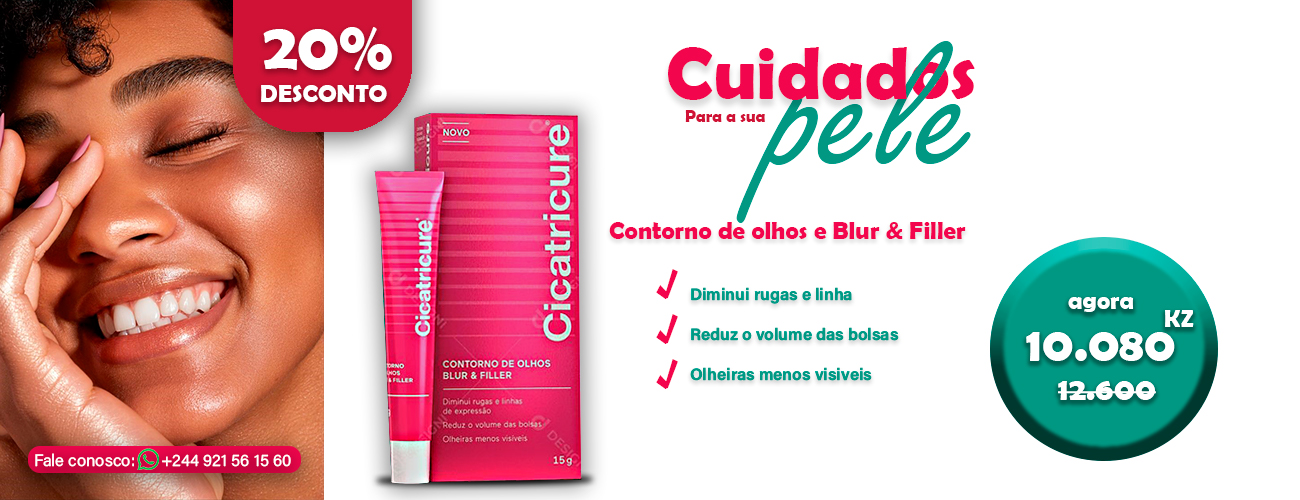 20%
DESCONTO
Cuidados
Para a sua
pele
Contorno de olhos e Blur & Filler
Diminui rugas e linha
Reduz o volume das bolsas
Olheiras menos visiveis
agora
10.080 KZ
12.600
Fale conosco: +244 921 56 15 60
NOVO
Cicatricure
CONTORNO DE OLHOS
BLUR & FILLER
Diminui rugas e linhas
de expressão
Reduz o volume das bolsas
Olheiras menos visíveis
15 g
Cicatricure
& FILLER